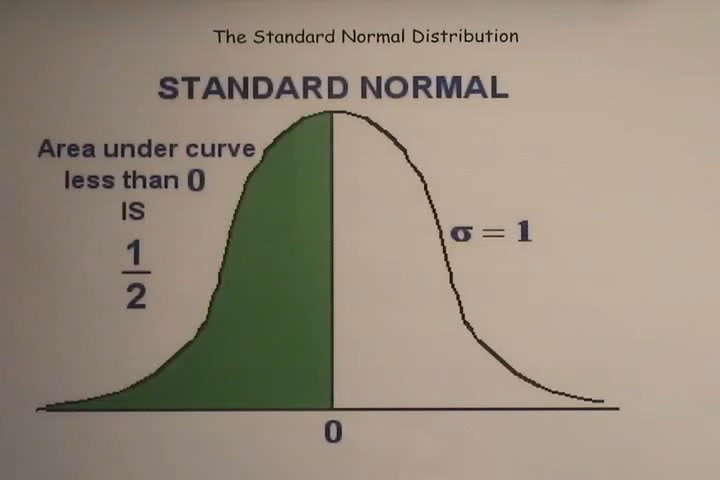 The Standard Normal Distribution
STANDARD NORMAL
Area under curve
less than 0
IS
1
2
σ = 1
0